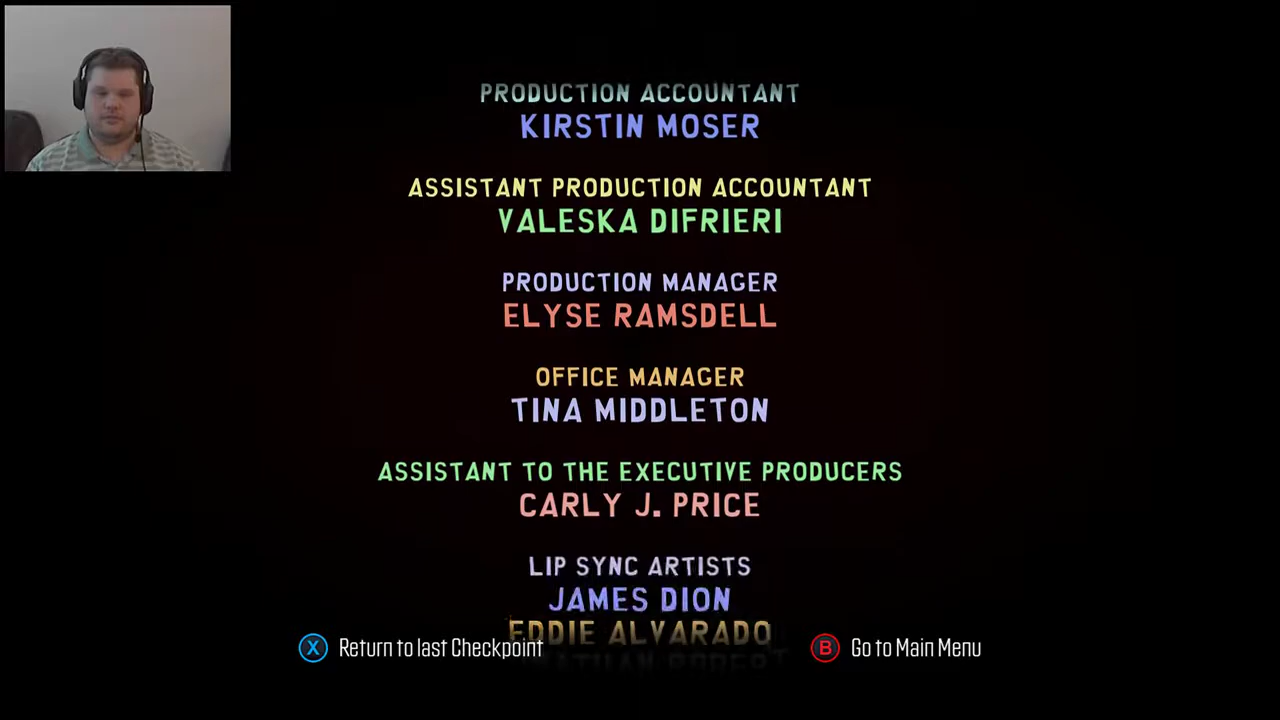 PRODUCTION ACCOUNTANT
KIRSTIN MOSER
ASSISTANT PRODUCTION ACCOUNTANT
VALESKA DIFRIERI
PRODUCTION MANAGER
ELYSE RAMSDELL
OFFICE MANAGER
TINA MIDDLETON
ASSISTANT TO THE EXECUTIVE PRODUCERS
CARLY J. PRICE
LIP SYNC ARTISTS
JAMES DION
EDDIE ALVARADO
X Return to last Checkpoint
B Go to Main Menu